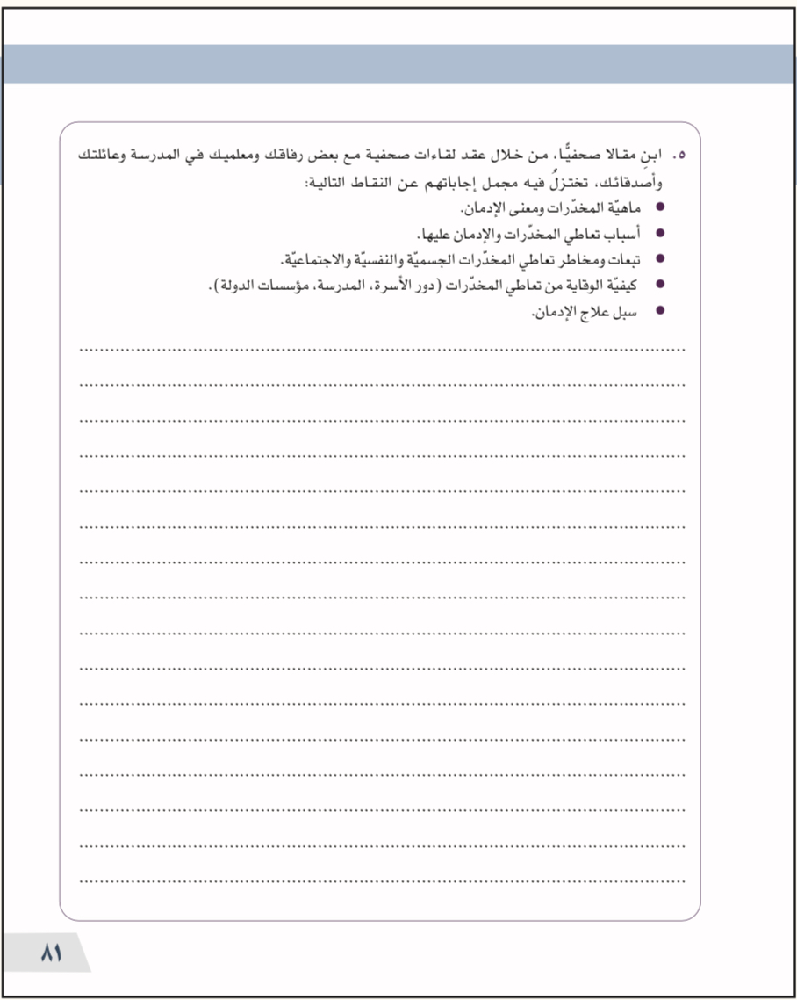 ٥. ابنِ مقالا صحفيًّا، من خلال عقد لقاءات صحفية مع بعض رفاقك ومعلميك في المدرسة وعائلتك
وأصدقائك، تختزلُ فيه مجمل إجاباتهم عن النقاط التالية:
● ماهيّة المخدّرات ومعنى الإدمان.
● أسباب تعاطي المخدّرات والإدمان عليها.
● تبعات ومخاطر تعاطي المخدّرات الجسميّة والنفسيّة والاجتماعيّة.
● كيفيّة الوقاية من تعاطي المخدّرات (دور الأسرة، المدرسة، مؤسسات الدولة).
● سبل علاج الإدمان.
٨١